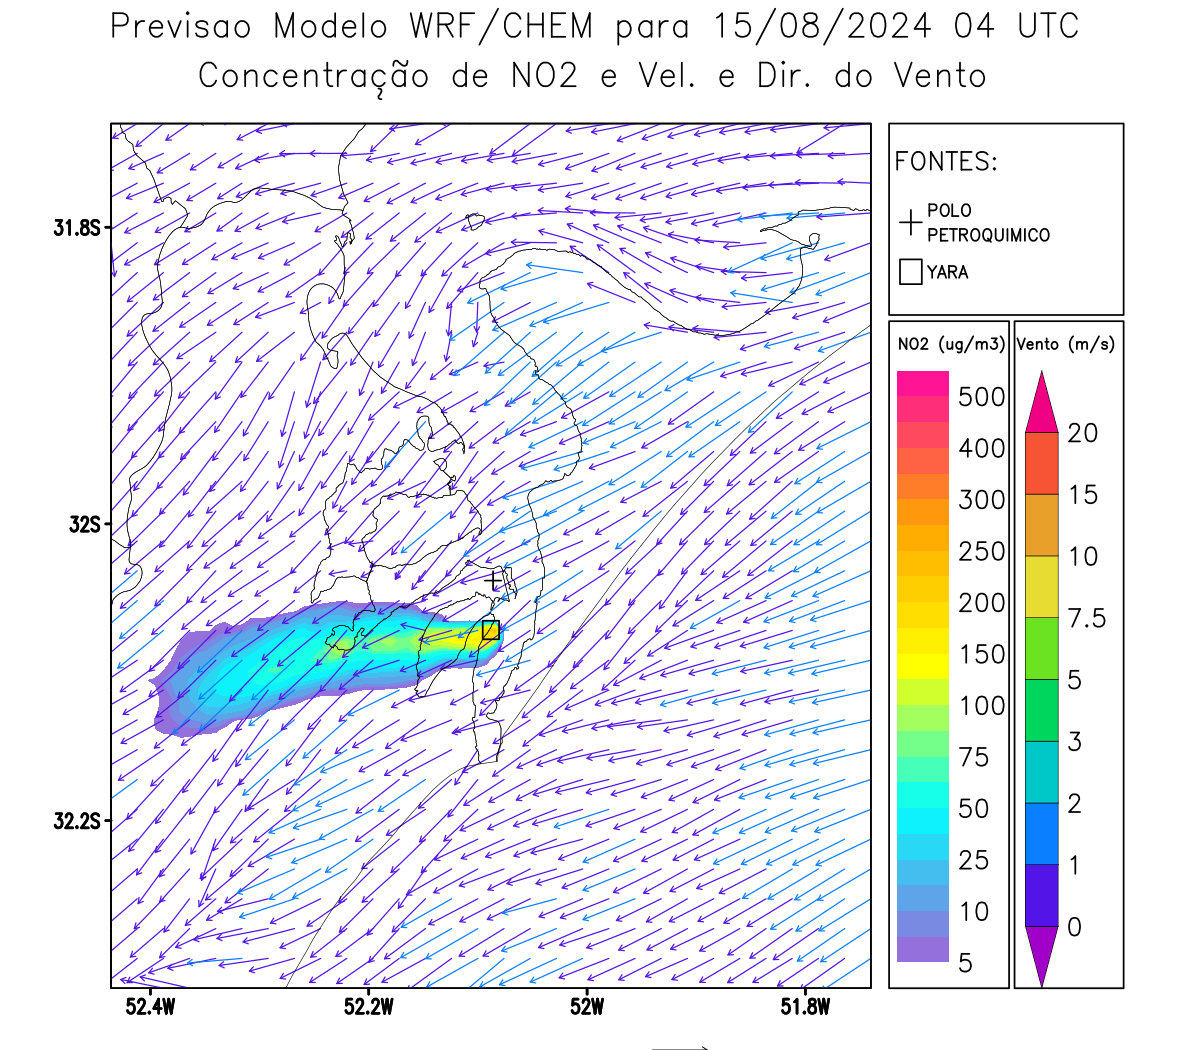 Previsao Modelo WRF/CHEM para 15/08/2024 04 UTC
Concentração de NO2 e Vel. e Dir. do Vento
FONTES:
POLO
PETROQUIMICO
YARA
31.8S
32S
32.2S
52.4W
52.2W
52W
51.8W
NO2 (ug/m3)
500
400
300
250
200
150
100
75
50
25
10
5
Vento (m/s)
20
15
10
7.5
5
3
2
1
0